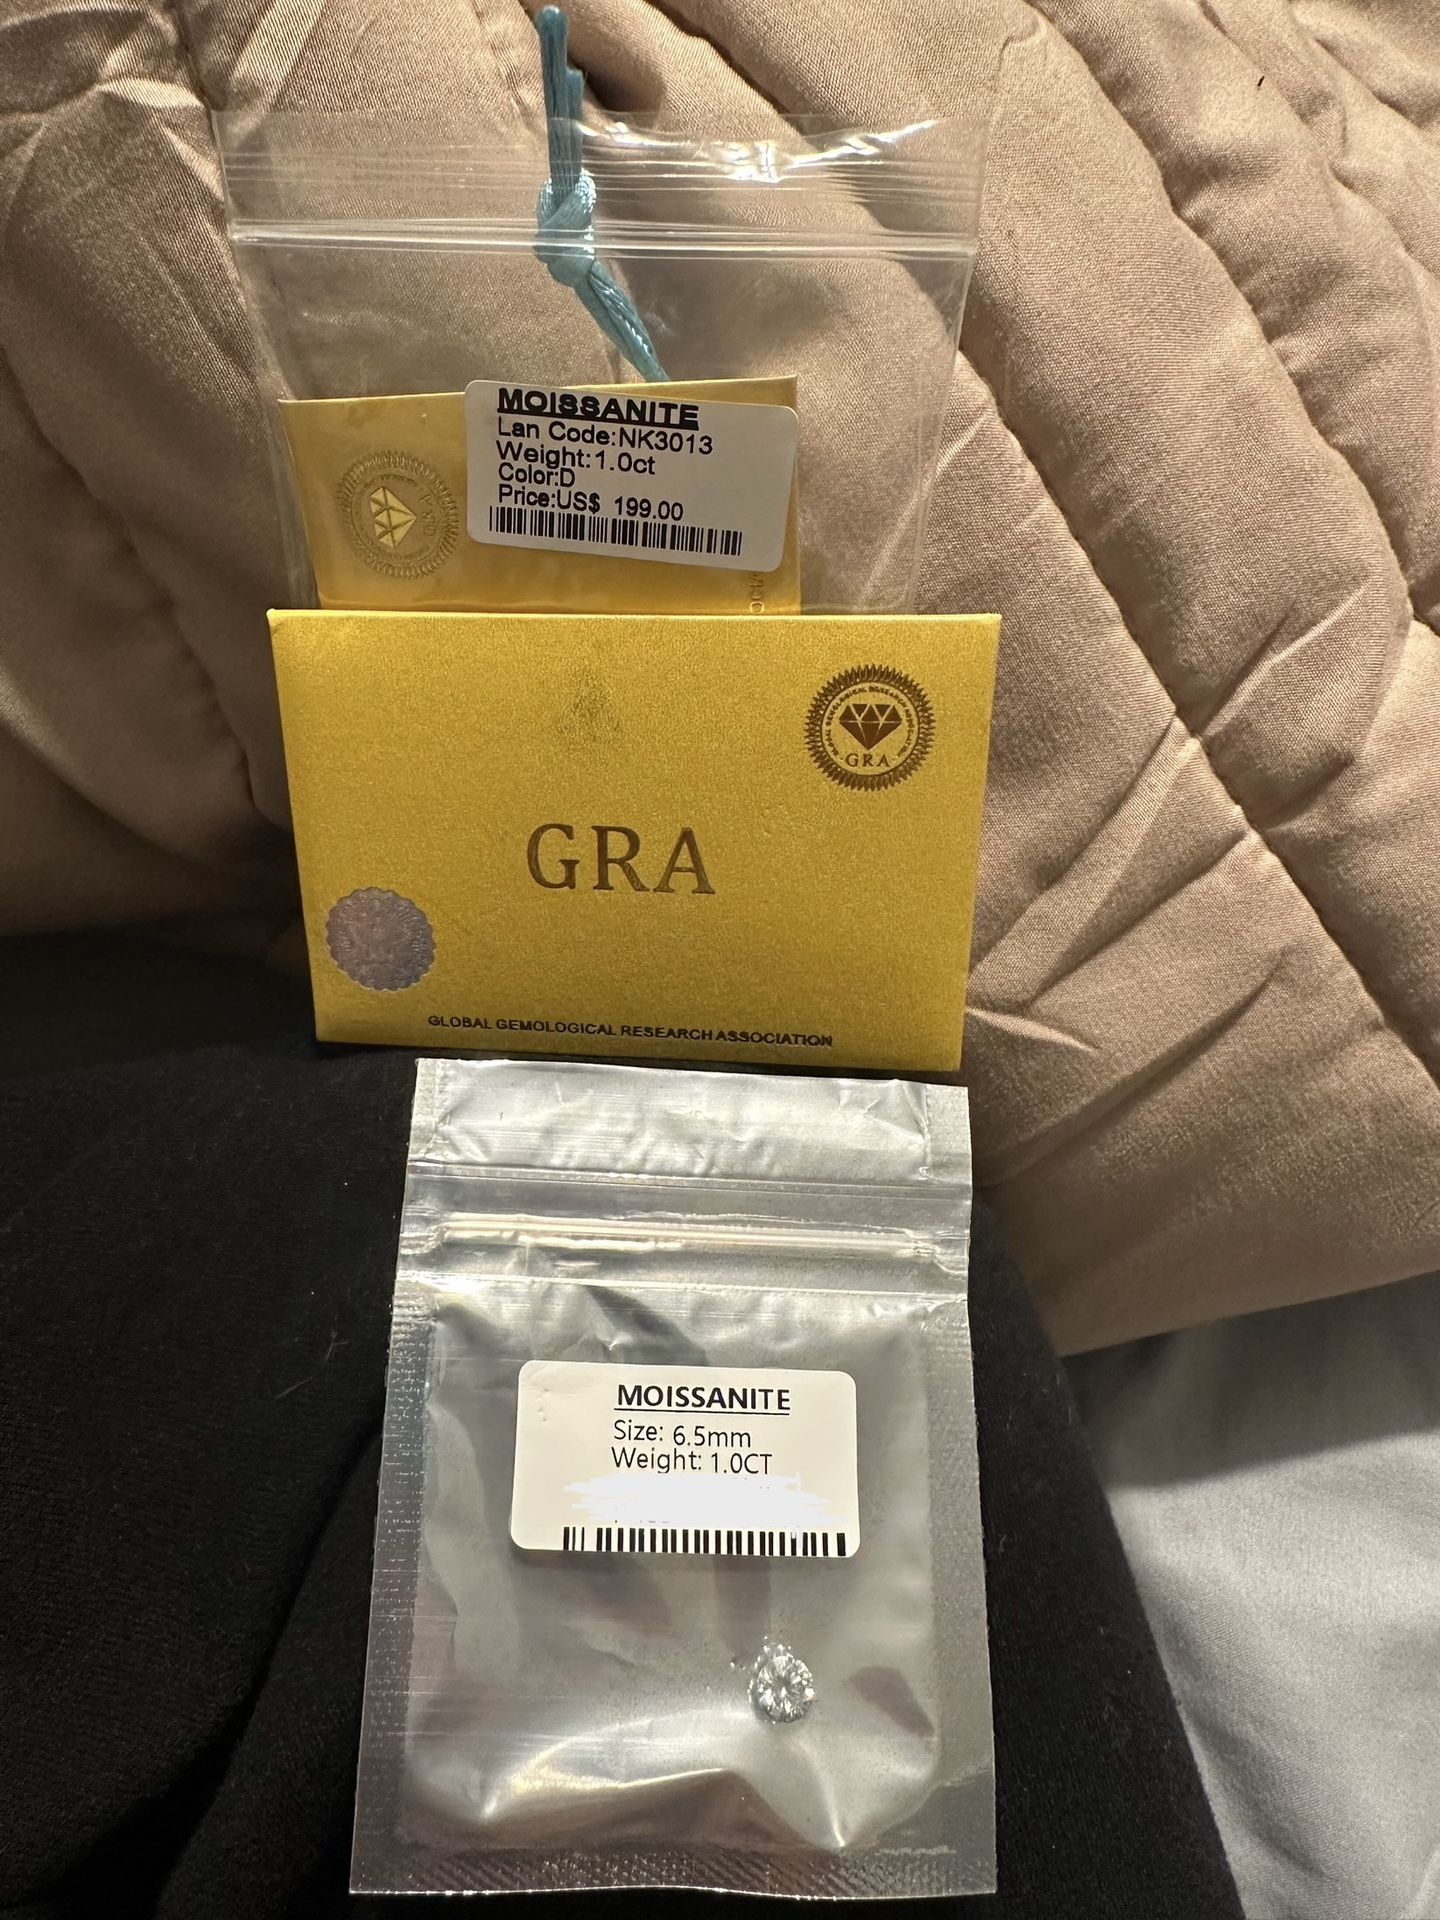 MOISSANITE
Lan Code:NK3013
Weight:1.0ct
Color:D
Price:US$ 199.00
GRA
GRA
GLOBAL GEMOLOGICAL RESEARCH ASSOCIATION
MOISSANITE
Size: 6.5mm
Weight: 1.0CT